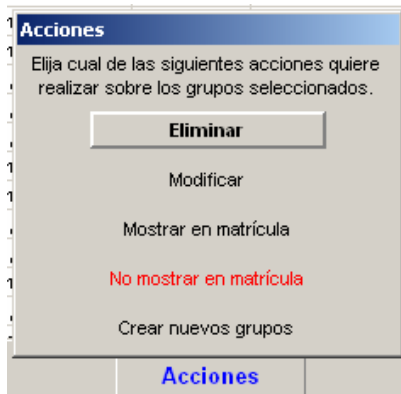 Acciones
Elija cual de las siguientes acciones quiere
realizar sobre los grupos seleccionados.
Eliminar
Modificar
Mostrar en matrícula
No mostrar en matrícula
Crear nuevos grupos
Acciones